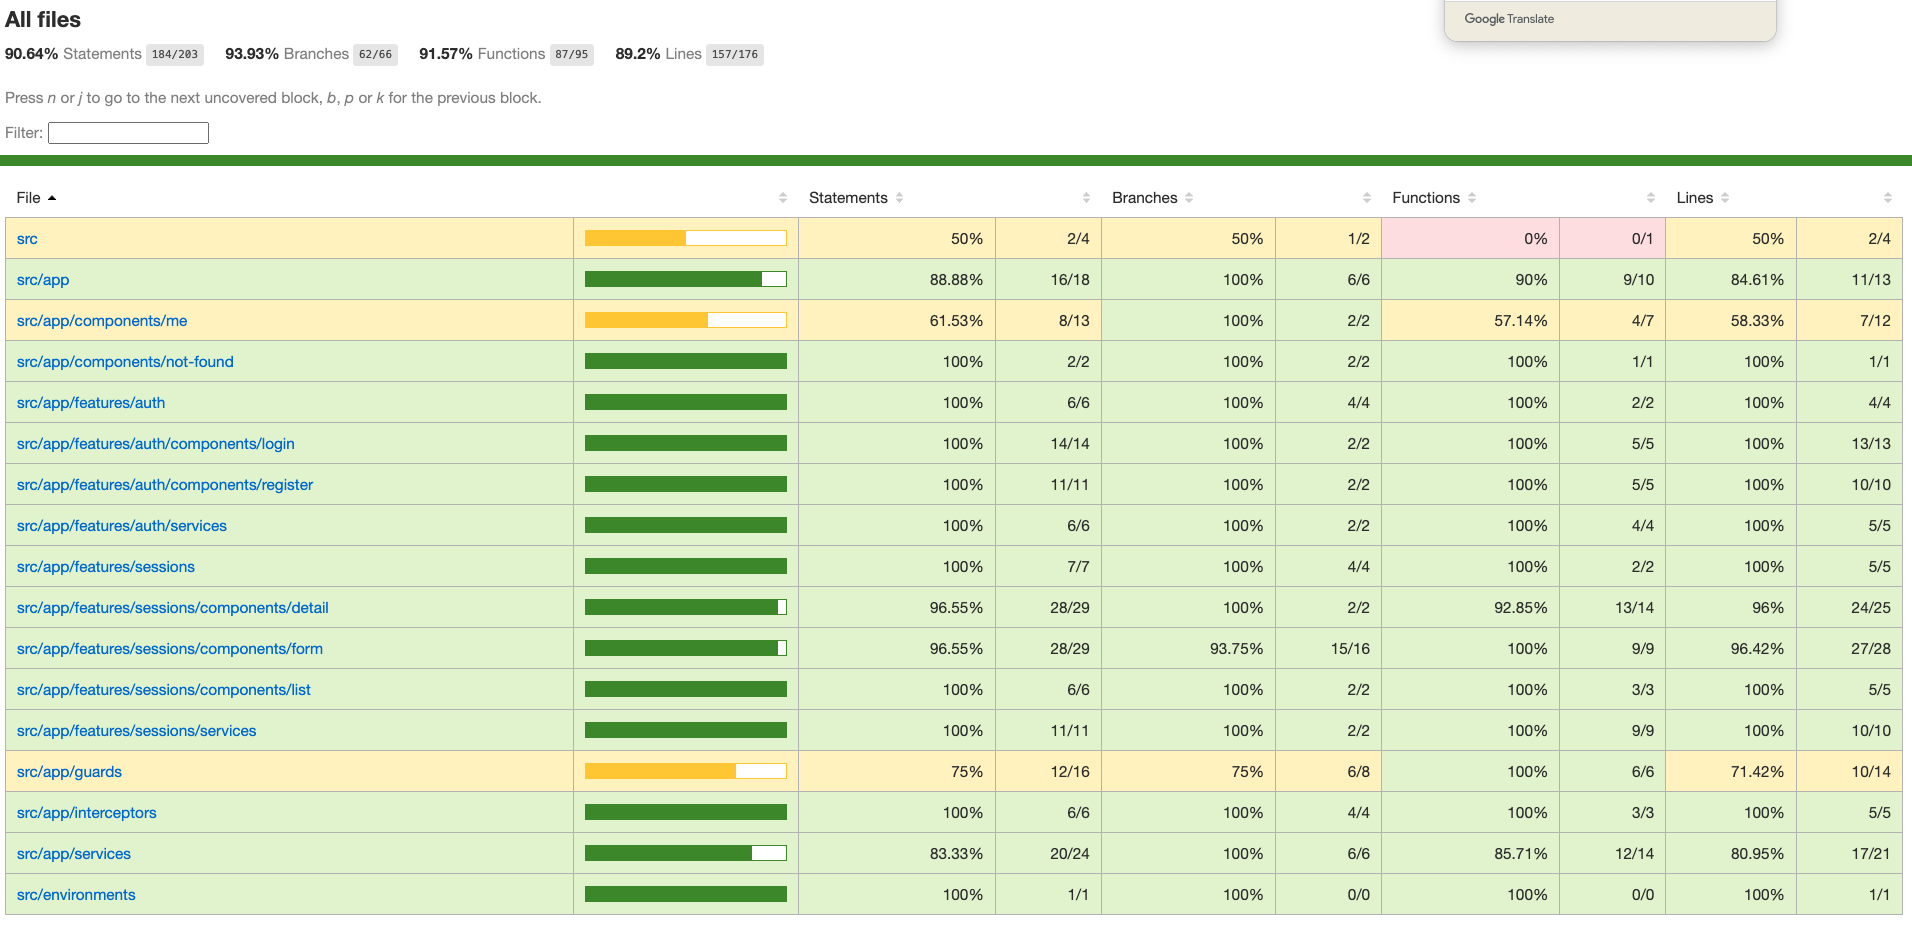 All files
Google Translate
90.64% Statements 184/203 93.93% Branches 62/66 91.57% Functions 87/95 89.2% Lines 157/176
Press n or j to go to the next uncovered block, b, p or k for the previous block.
Filter:
File Statements Branches Functions Lines
src 50% 2/4 50% 1/2 0% 0/1 50% 2/4
src/app 88.88% 16/18 100% 6/6 90% 9/10 84.61% 11/13
src/app/components/me 61.53% 8/13 100% 2/2 57.14% 4/7 58.33% 7/12
src/app/components/not-found 100% 2/2 100% 2/2 100% 1/1 100% 1/1
src/app/features/auth 100% 6/6 100% 4/4 100% 2/2 100% 4/4
src/app/features/auth/components/login 100% 14/14 100% 2/2 100% 5/5 100% 13/13
src/app/features/auth/components/register 100% 11/11 100% 2/2 100% 5/5 100% 10/10
src/app/features/auth/services 100% 6/6 100% 2/2 100% 4/4 100% 5/5
src/app/features/sessions 100% 7/7 100% 4/4 100% 2/2 100% 5/5
src/app/features/sessions/components/detail 96.55% 28/29 100% 2/2 92.85% 13/14 96% 24/25
src/app/features/sessions/components/form 96.55% 28/29 93.75% 15/16 100% 9/9 96.42% 27/28
src/app/features/sessions/components/list 100% 6/6 100% 2/2 100% 3/3 100% 5/5
src/app/features/sessions/services 100% 11/11 100% 2/2 100% 9/9 100% 10/10
src/app/guards 75% 12/16 75% 6/8 100% 6/6 71.42% 10/14
src/app/interceptors 100% 6/6 100% 4/4 100% 3/3 100% 5/5
src/app/services 83.33% 20/24 100% 6/6 85.71% 12/14 80.95% 17/21
src/environments 100% 1/1 100% 0/0 100% 0/0 100% 1/1